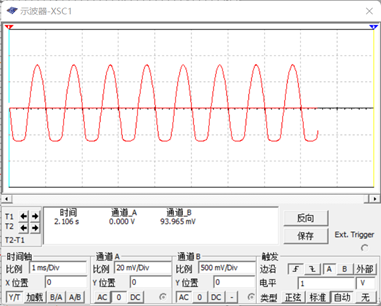 示波器-XSC1
时间 通道_A 通道_B
T1 2.106 s 0.000 V 93.965 mV
T2
T2-T1
反向
保存
Ext. Trigger
时间轴 通道A 通道B 触发
比例 1 ms/Div 比例 20 mV/Div 比例 500 mV/Div 边沿 A B 外部
X 位置 0 Y 位置 0 Y 位置 0 电平 1 V
Y/T 加载 B/A A/B AC 0 DC AC 0 DC - 类型 正弦 标准 自动 无